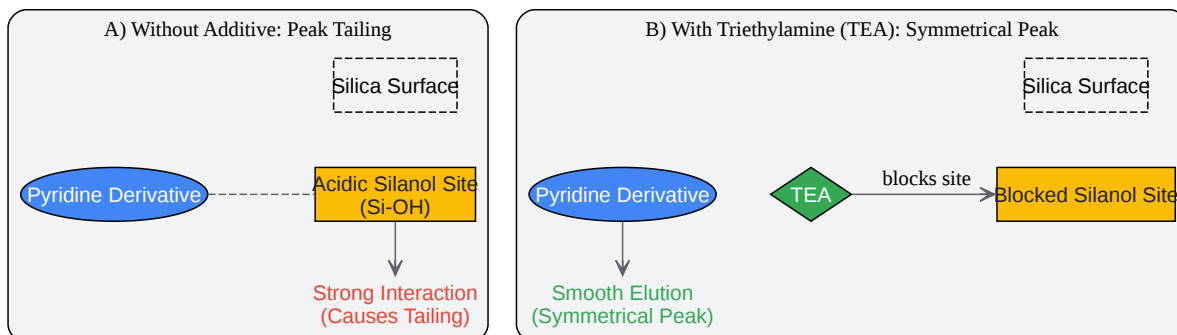 A) Without Additive: Peak Tailing
Silica Surface
Pyridine Derivative
Acidic Silanol Site
(Si-OH)
Strong Interaction
(Causes Tailing)
B) With Triethylamine (TEA): Symmetrical Peak
Silica Surface
Pyridine Derivative
TEA
blocks site
Blocked Silanol Site
Smooth Elution
(Symmetrical Peak)